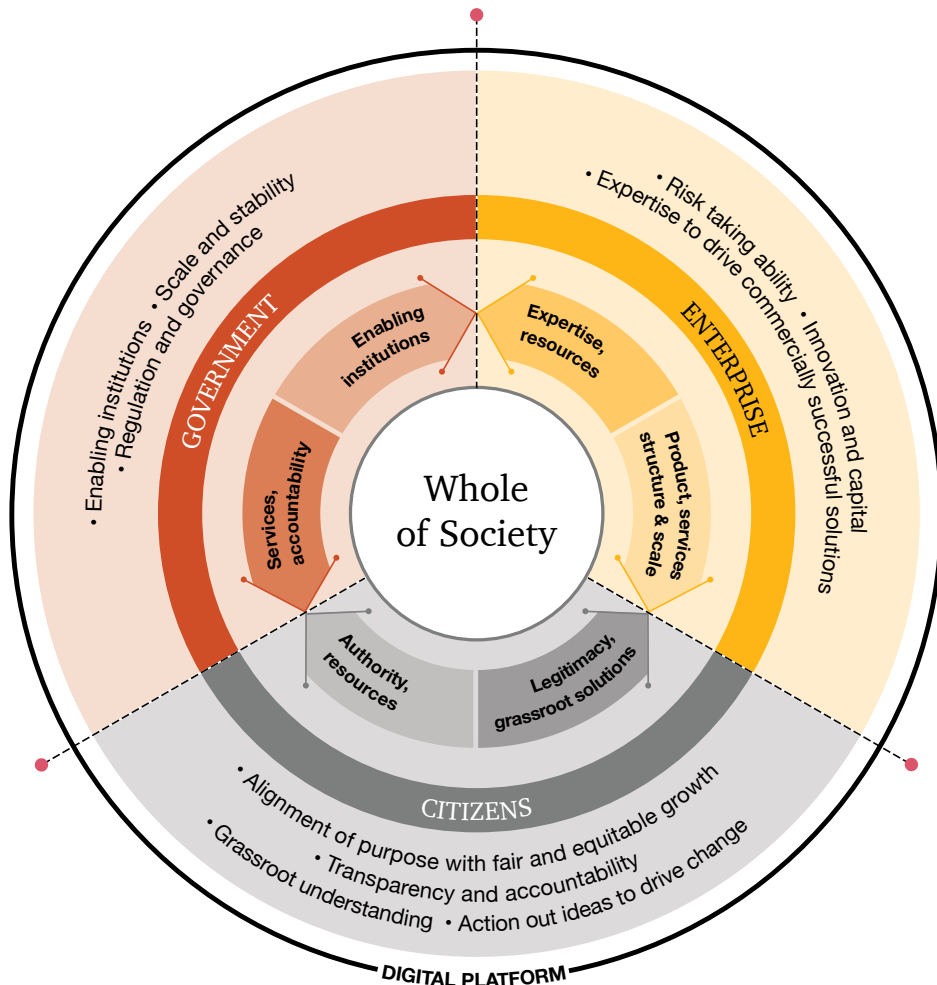 • Enabling institutions • Scale and stability
• Regulation and governance
GOVERNMENT
Enabling
institutions
Services,
accountability
• Risk taking ability • Innovation and capital
• Expertise to drive commercially successful solutions
ENTERPRISE
Expertise,
resources
Product, services
structure & scale
Whole
of Society
Authority,
resources
Legitimacy,
grassroot solutions
CITIZENS
• Alignment of purpose with fair and equitable growth
• Transparency and accountability
• Grassroot understanding • Action out ideas to drive change
DIGITAL PLATFORM